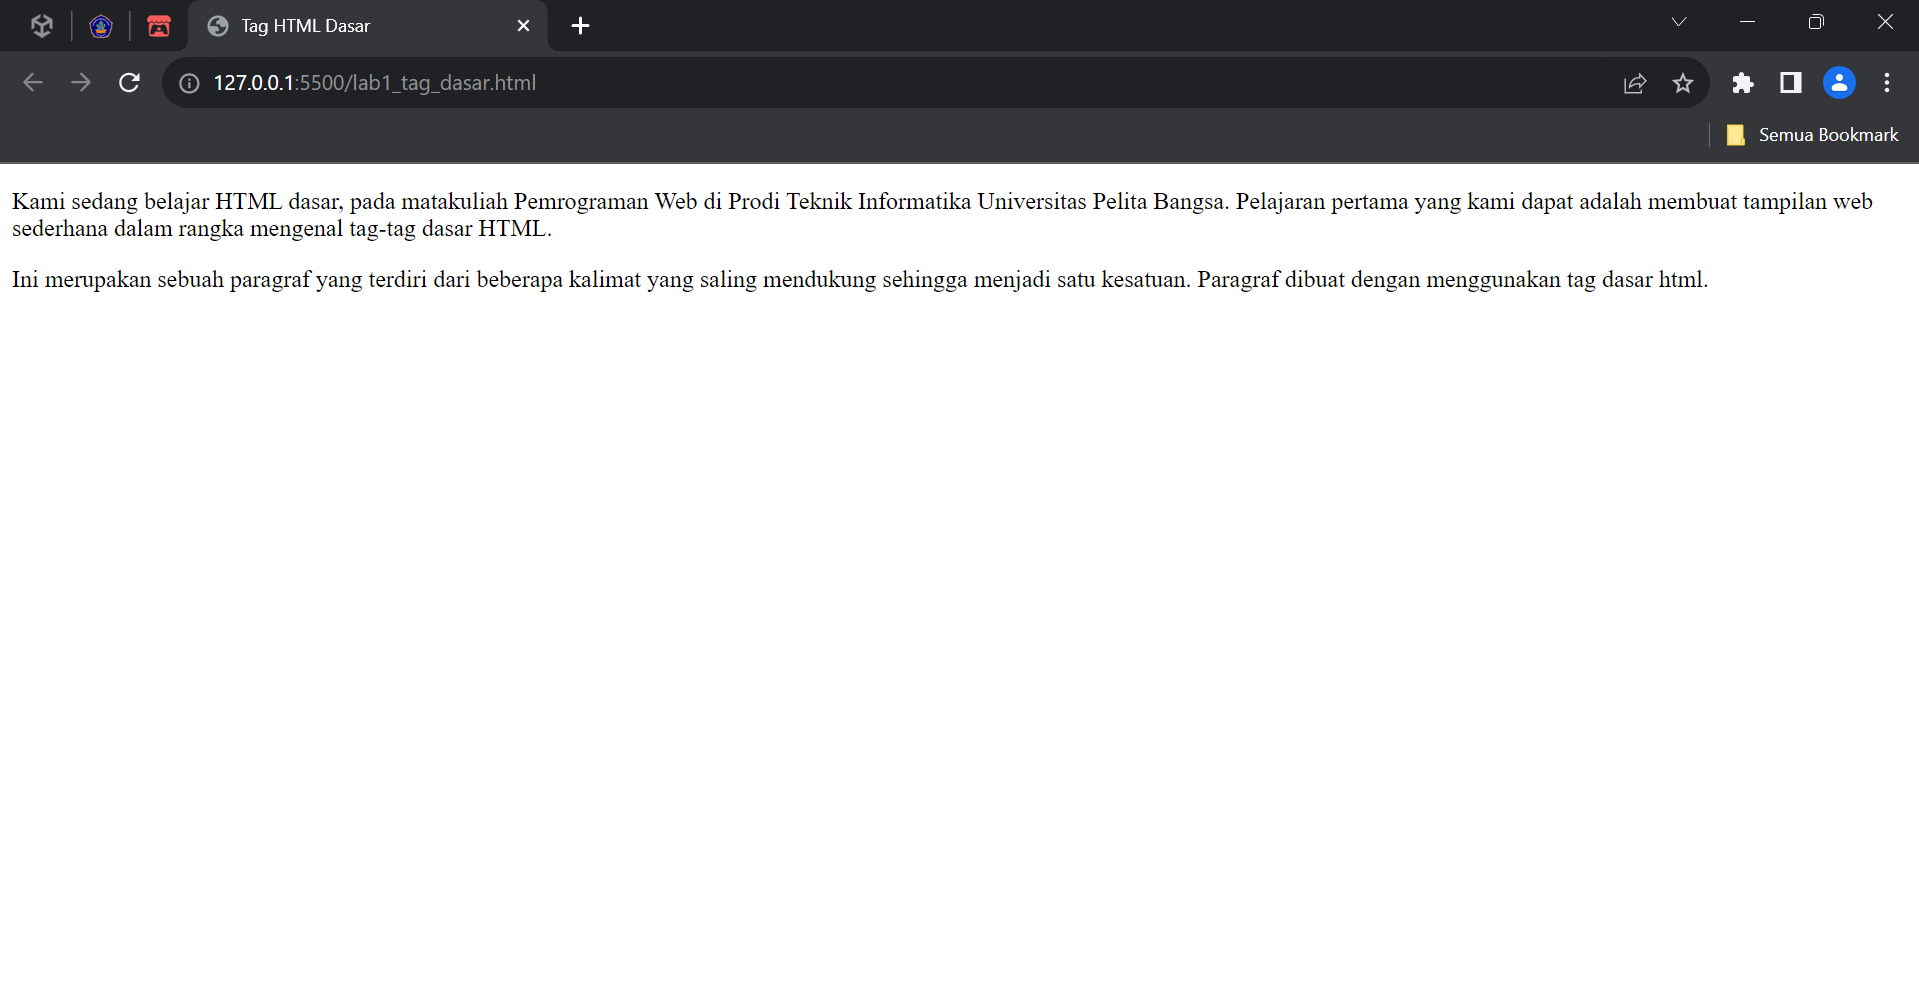 Tag HTML Dasar
127.0.0.1:5500/lab1_tag_dasar.html
Semua Bookmark
Kami sedang belajar HTML dasar, pada matakuliah Pemrograman Web di Prodi Teknik Informatika Universitas Pelita Bangsa. Pelajaran pertama yang kami dapat adalah membuat tampilan web
sederhana dalam rangka mengenal tag-tag dasar HTML.
Ini merupakan sebuah paragraf yang terdiri dari beberapa kalimat yang saling mendukung sehingga menjadi satu kesatuan. Paragraf dibuat dengan menggunakan tag dasar html.